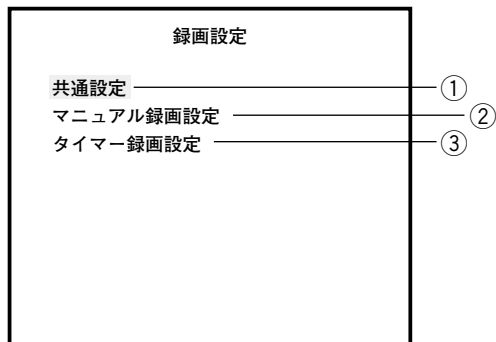 録画設定
共通設定 ①
マニュアル録画設定 ②
タイマー録画設定 ③